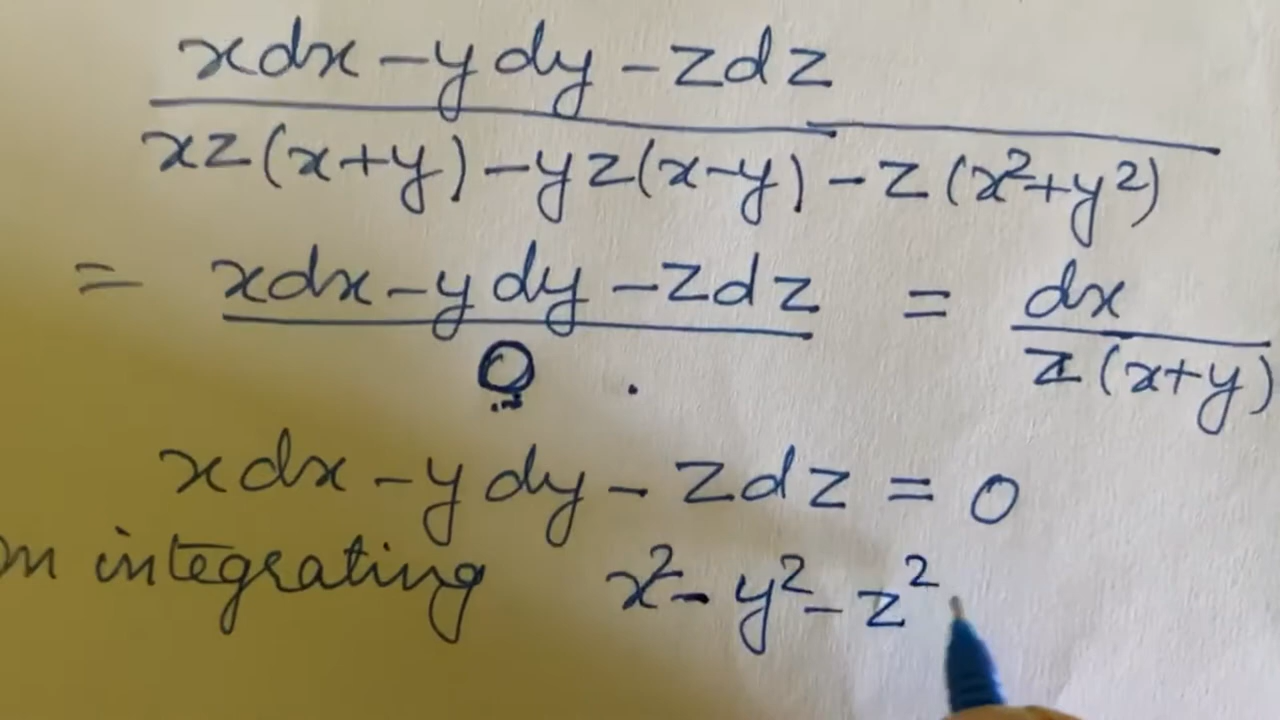 xdx - ydy - zdz
xz(x+y) - yz(x-y) - z(x²+y²)
= xdx - ydy - zdz = dx
0 . z(x+y)
xdx - ydy - zdz = 0
on integrating x² - y² - z²